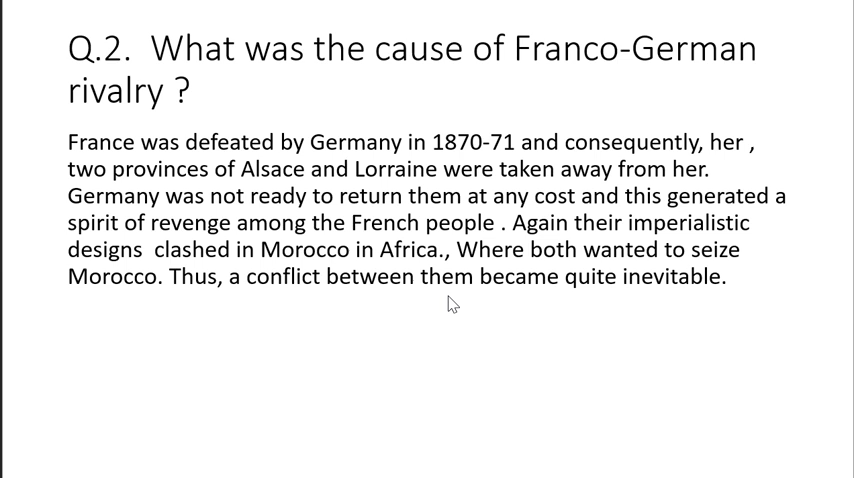 Q.2.  What was the cause of Franco-German
rivalry ?
France was defeated by Germany in 1870-71 and consequently, her ,
two provinces of Alsace and Lorraine were taken away from her.
Germany was not ready to return them at any cost and this generated a
spirit of revenge among the French people . Again their imperialistic
designs  clashed in Morocco in Africa., Where both wanted to seize
Morocco. Thus, a conflict between them became quite inevitable.